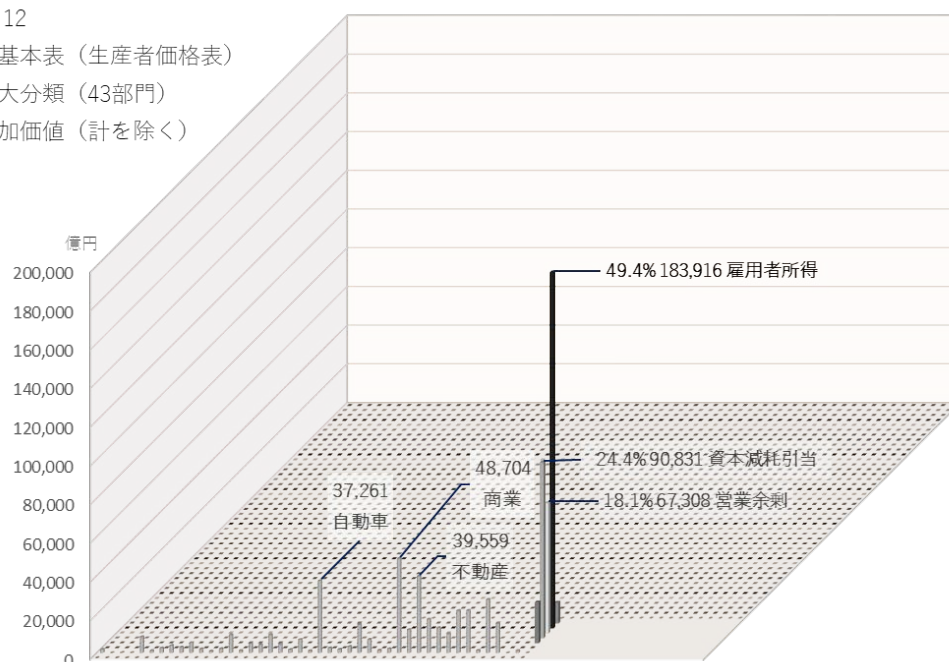 12
基本表（生産者価格表）
大分類（43部門）
加価値（計を除く）
億円
200,000
180,000
160,000
140,000
120,000
100,000
80,000
60,000
40,000
20,000
0
49.4% 183,916 雇用者所得
24.4% 90,831 資本減耗引当
18.1% 67,308 営業余剰
48,704
商業
37,261
自動車
39,559
不動産